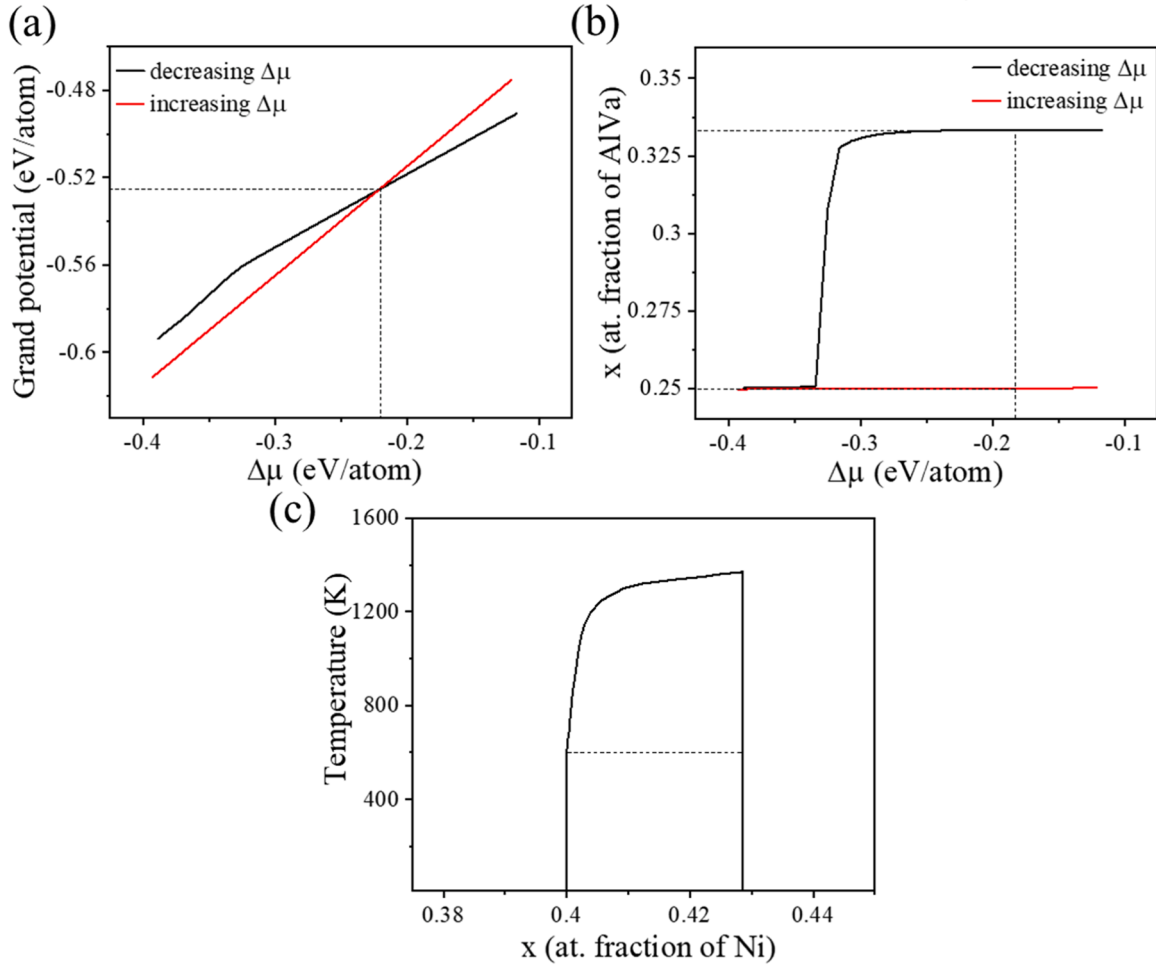 (a)
decreasing Δμ
increasing Δμ
Grand potential (eV/atom)
-0.48
-0.52
-0.56
-0.6
-0.4
-0.3
-0.2
-0.1
Δμ (eV/atom)
(b)
decreasing Δμ
increasing Δμ
x (at. fraction of AlVa)
0.35
0.325
0.3
0.275
0.25
-0.4
-0.3
-0.2
-0.1
Δμ (eV/atom)
(c)
Temperature (K)
1600
1200
800
400
0.38
0.4
0.42
0.44
x (at. fraction of Ni)